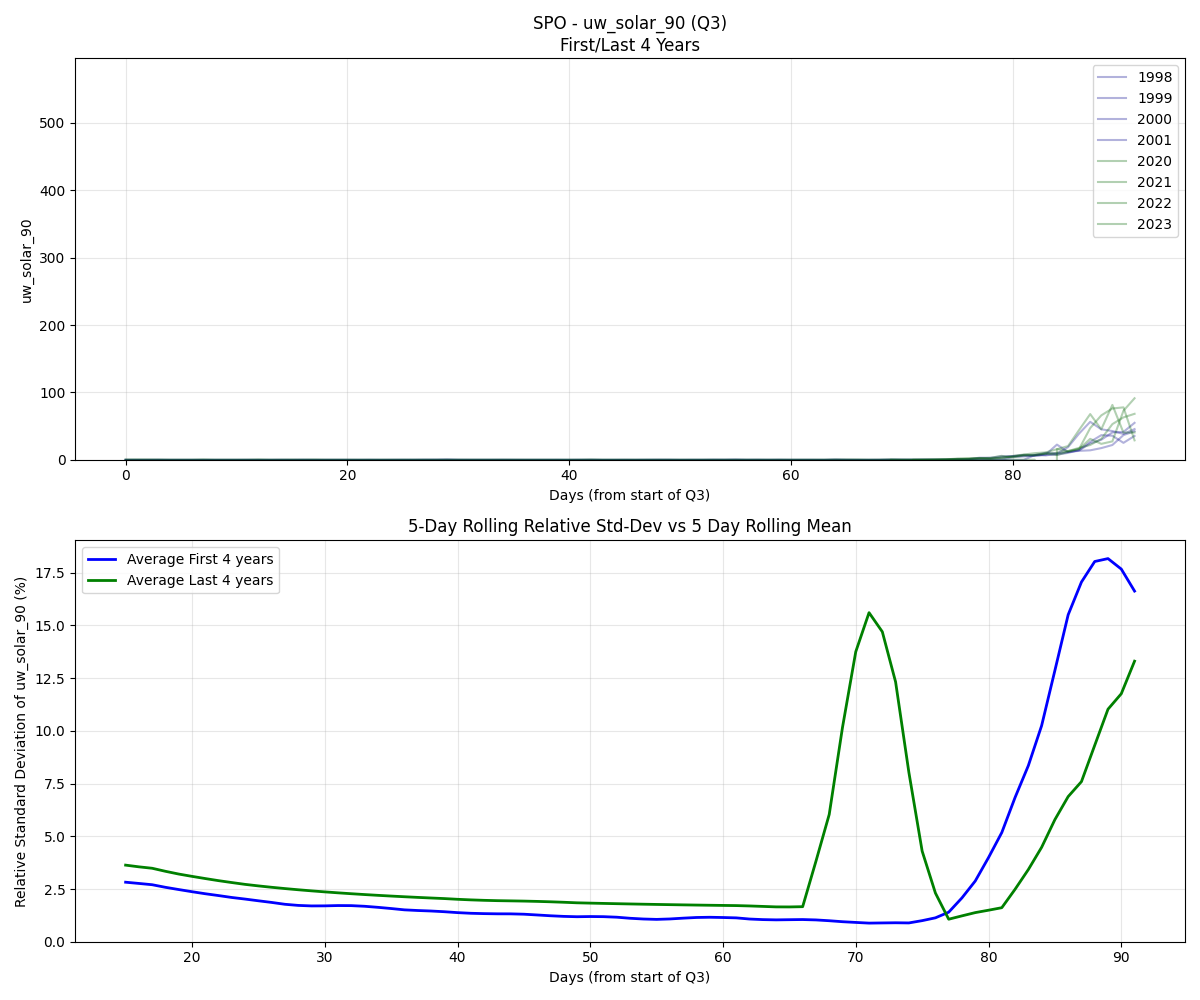 SPO - uw_solar_90 (Q3)
First/Last 4 Years
uw_solar_90
500
400
300
200
100
0
0 20 40 60 80
Days (from start of Q3)
1998
1999
2000
2001
2020
2021
2022
2023
5-Day Rolling Relative Std-Dev vs 5 Day Rolling Mean
Relative Standard Deviation of uw_solar_90 (%)
17.5
15.0
12.5
10.0
7.5
5.0
2.5
0.0
Average First 4 years
Average Last 4 years
20 30 40 50 60 70 80 90
Days (from start of Q3)